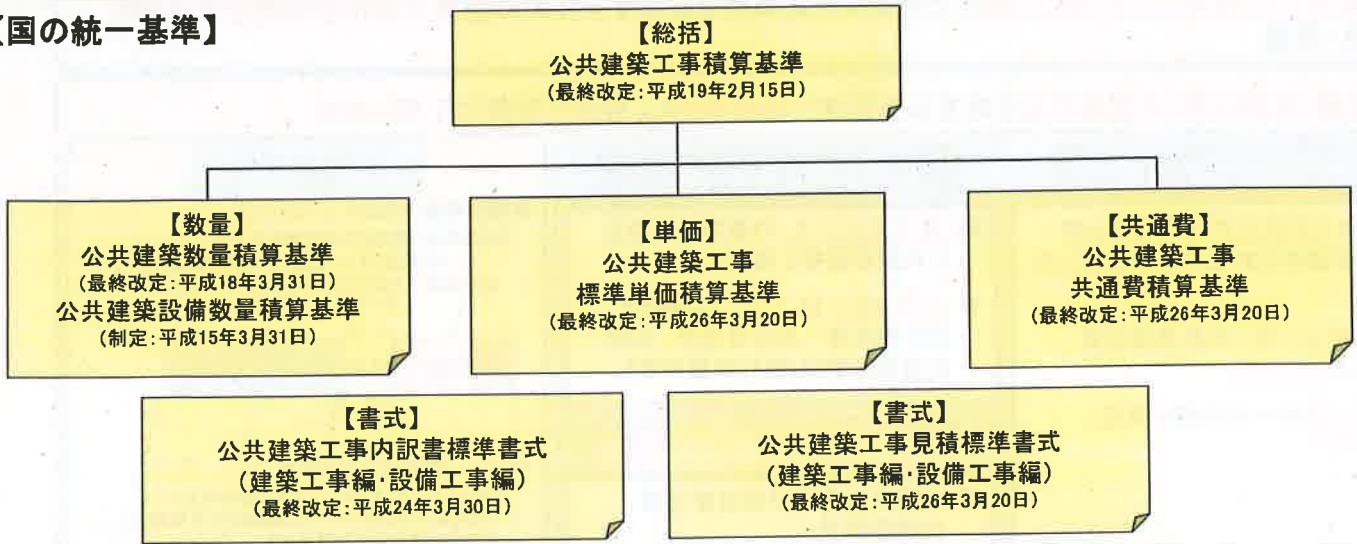 【国の統一基準】
【総括】
公共建築工事積算基準
(最終改定:平成19年2月15日)
【数量】
公共建築数量積算基準
(最終改定:平成18年3月31日)
公共建築設備数量積算基準
(制定:平成15年3月31日)
【単価】
公共建築工事
標準単価積算基準
(最終改定:平成26年3月20日)
【共通費】
公共建築工事
共通費積算基準
(最終改定:平成26年3月20日)
【書式】
公共建築工事内訳書標準書式
(建築工事編・設備工事編)
(最終改定:平成24年3月30日)
【書式】
公共建築工事見積標準書式
(建築工事編・設備工事編)
(最終改定:平成26年3月20日)